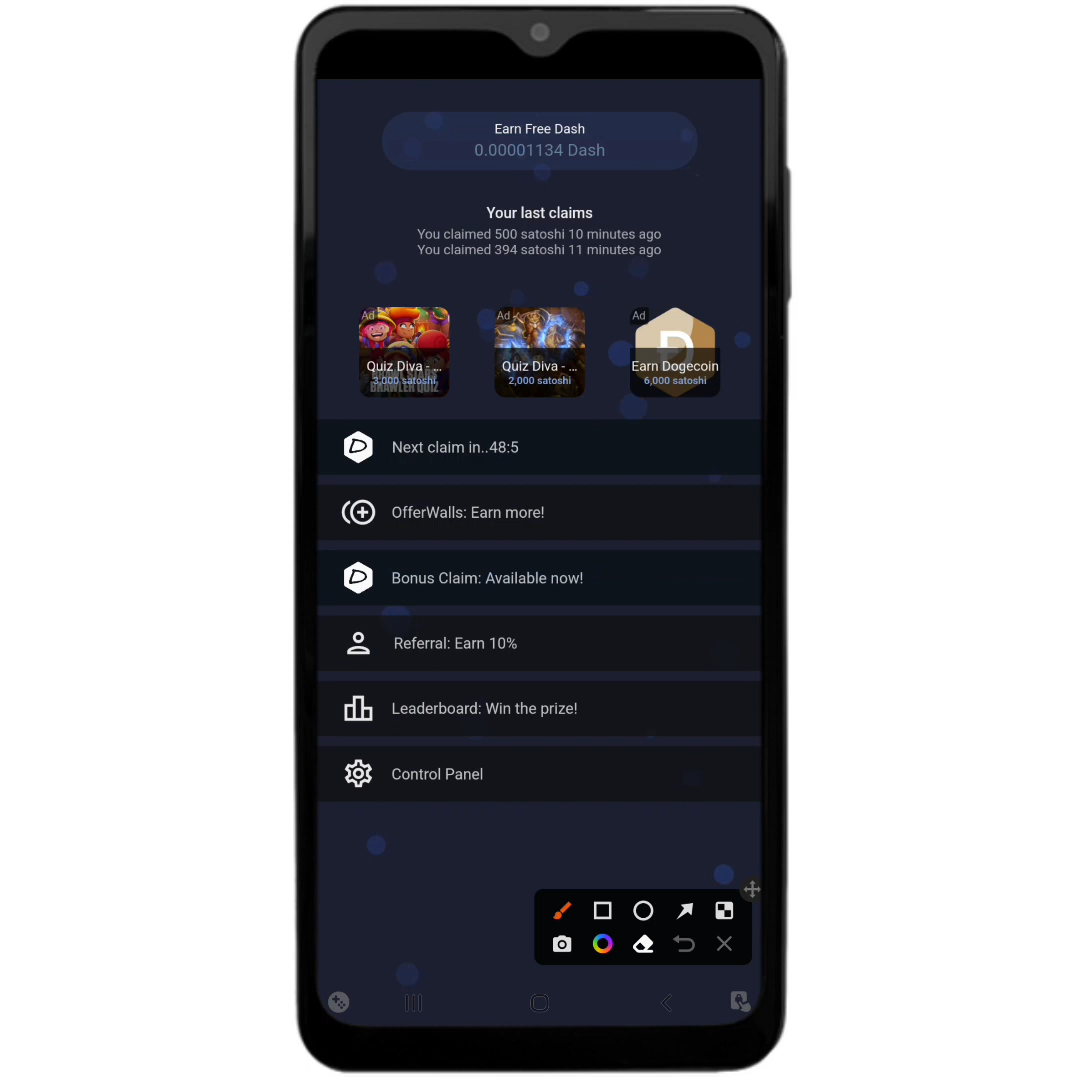 Earn Free Dash
0.00001134 Dash
Your last claims
You claimed 500 satoshi 10 minutes ago
You claimed 394 satoshi 11 minutes ago
Ad
Quiz Diva - ...
3,000 satoshi
BRAWLER QUIZ
Ad
Quiz Diva - ...
2,000 satoshi
Ad
Earn Dogecoin
6,000 satoshi
Next claim in..48:5
OfferWalls: Earn more!
Bonus Claim: Available now!
Referral: Earn 10%
Leaderboard: Win the prize!
Control Panel